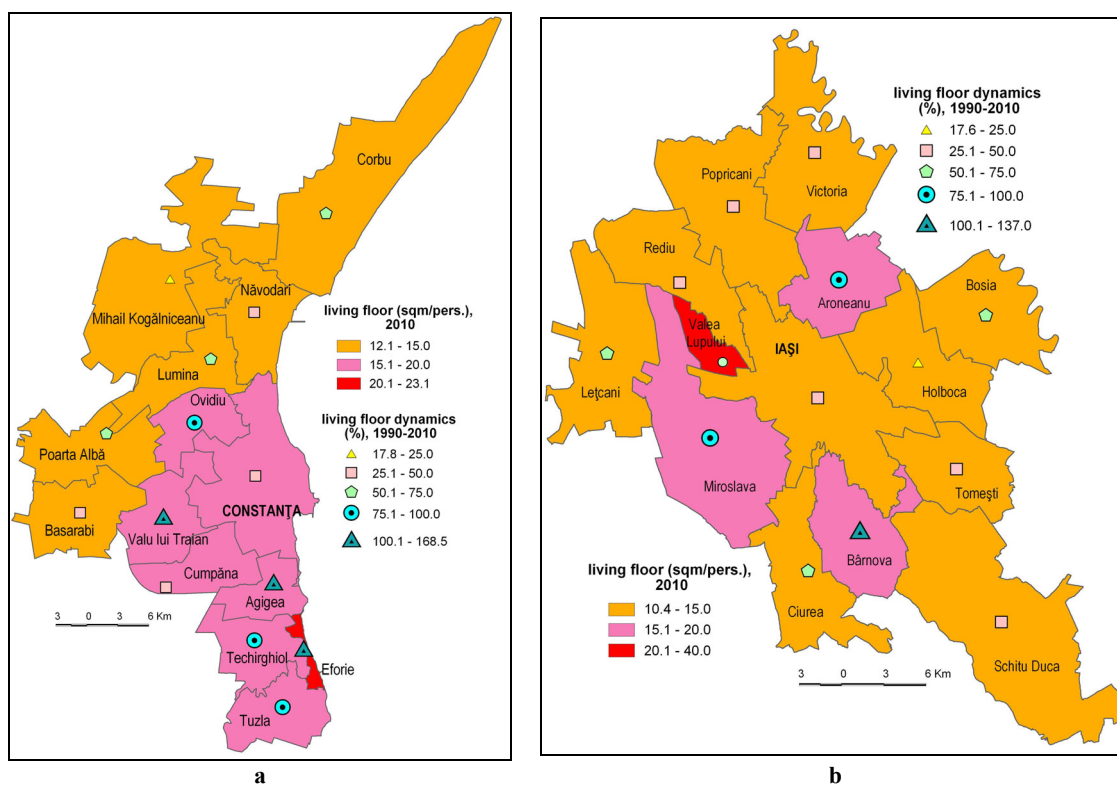 Corbu
Năvodari
Mihail Kogălniceanu
living floor (sqm/pers.),
2010
12.1 - 15.0
15.1 - 20.0
20.1 - 23.1
Lumina
Ovidiu
Poarta Albă
living floor dynamics
(%), 1990-2010
17.8 - 25.0
25.1 - 50.0
50.1 - 75.0
75.1 - 100.0
100.1 - 168.5
CONSTANŢA
Basarabi
Valu lui Traian
Cumpăna
Agigea
3 0 3 6 Km
Techirghiol
Eforie
Tuzla
a
living floor dynamics
(%), 1990-2010
17.6 - 25.0
25.1 - 50.0
50.1 - 75.0
75.1 - 100.0
100.1 - 137.0
Popricani
Victoria
Rediu
Aroneanu
Bosia
Valea
Lupului
IAŞI
Leţcani
Holboca
Miroslava
Tomeşti
Bârnova
living floor (sqm/pers.),
2010
10.4 - 15.0
15.1 - 20.0
20.1 - 40.0
Ciurea
Schitu Duca
3 0 3 6 Km
b